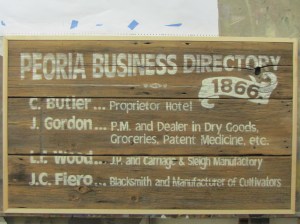 PEORIA BUSINESS DIRECTORY
1866
C. Butler... Proprietor Hotel
J. Gordon... P.M. and Dealer in Dry Goods,
Groceries, Patent Medicine, etc.
Wood... J.P. and Carriage & Sleigh Manufactory
J.C. Fiero... Blacksmith and Manufacturer of Cultivators